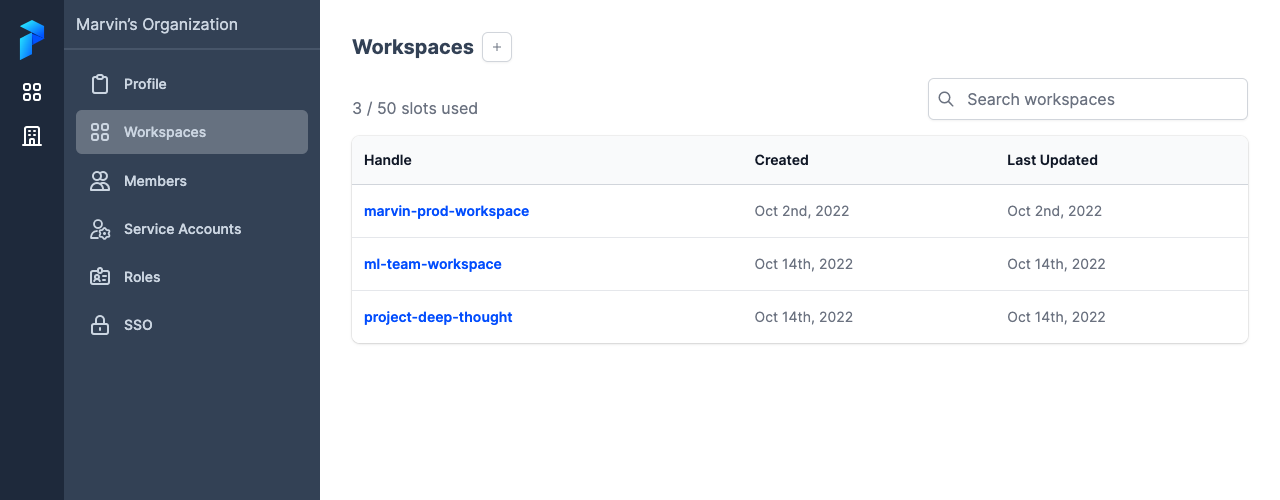 Marvin’s Organization
Profile
Workspaces
Members
Service Accounts
Roles
SSO
Workspaces
3 / 50 slots used
Search workspaces
Handle Created Last Updated
marvin-prod-workspace Oct 2nd, 2022 Oct 2nd, 2022
ml-team-workspace Oct 14th, 2022 Oct 14th, 2022
project-deep-thought Oct 14th, 2022 Oct 14th, 2022